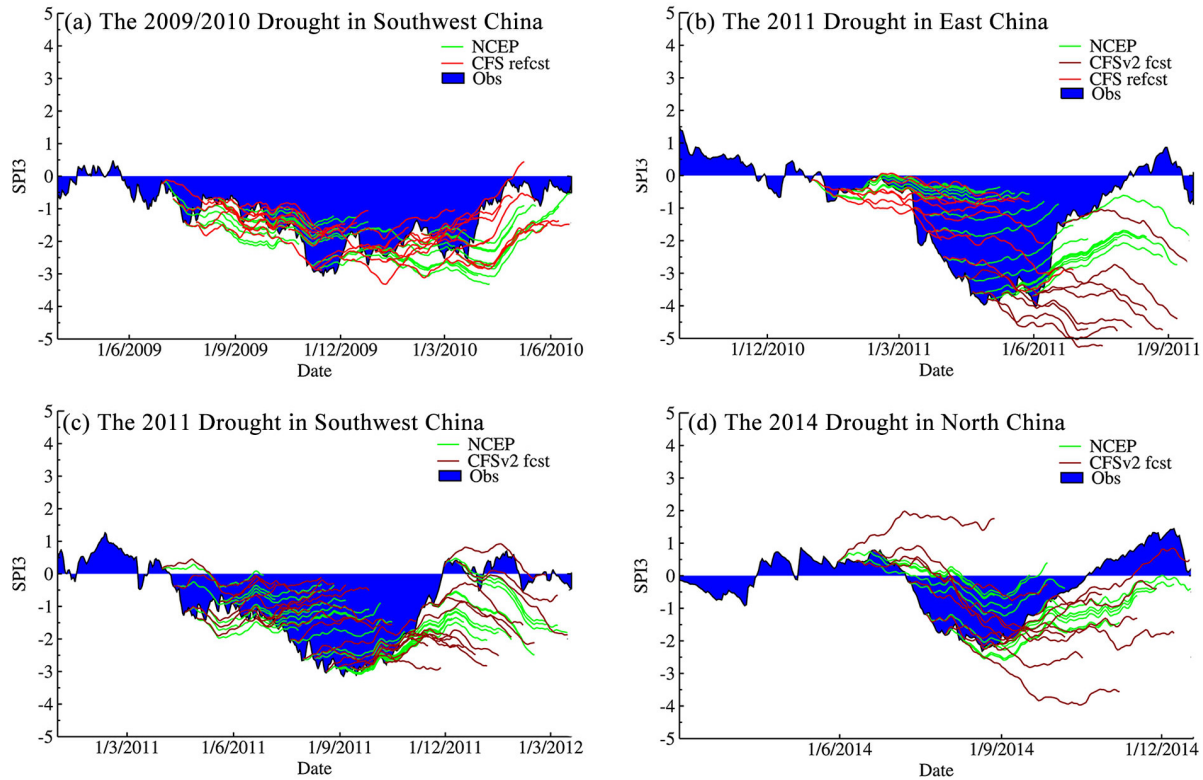 (a) The 2009/2010 Drought in Southwest China
NCEP
CFS refcst
Obs
5
4
3
2
1
0
-1
-2
-3
-4
-5
SPI3
1/6/2009
1/9/2009
1/12/2009
1/3/2010
1/6/2010
Date
(b) The 2011 Drought in East China
NCEP
CFSv2 fcst
CFS refcst
Obs
5
4
3
2
1
0
-1
-2
-3
-4
-5
SPI3
1/12/2010
1/3/2011
1/6/2011
1/9/2011
Date
(c) The 2011 Drought in Southwest China
NCEP
CFSv2 fcst
Obs
5
4
3
2
1
0
-1
-2
-3
-4
-5
SPI3
1/3/2011
1/6/2011
1/9/2011
1/12/2011
1/3/2012
Date
(d) The 2014 Drought in North China
NCEP
CFSv2 fcst
Obs
5
4
3
2
1
0
-1
-2
-3
-4
-5
SPI3
1/6/2014
1/9/2014
1/12/2014
Date